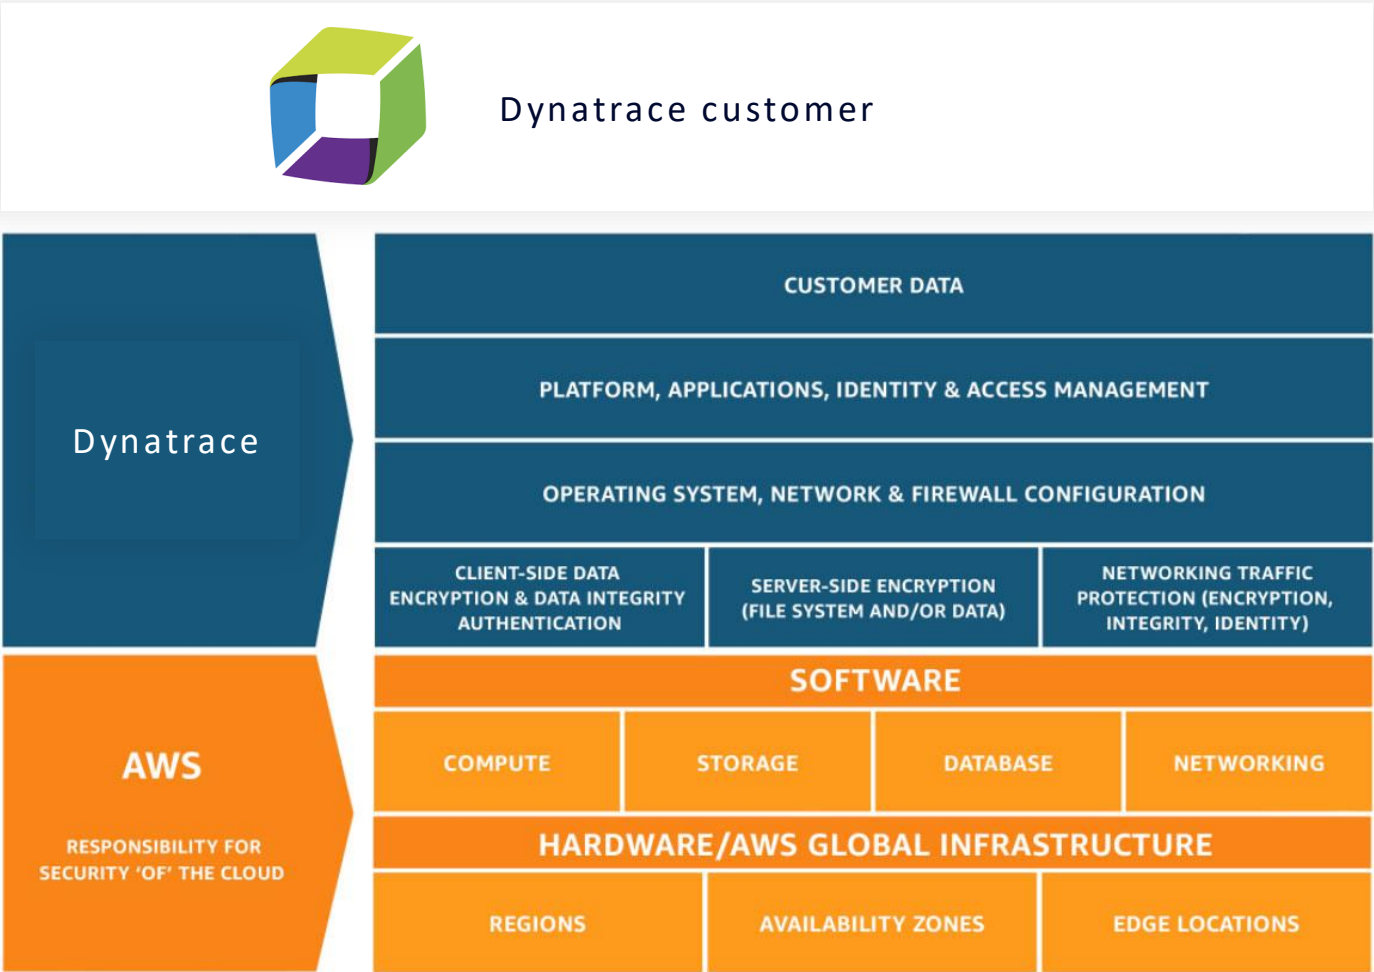 Dynatrace customer
Dynatrace
CUSTOMER DATA
PLATFORM, APPLICATIONS, IDENTITY & ACCESS MANAGEMENT
OPERATING SYSTEM, NETWORK & FIREWALL CONFIGURATION
CLIENT-SIDE DATA
ENCRYPTION & DATA INTEGRITY
AUTHENTICATION
SERVER-SIDE ENCRYPTION
(FILE SYSTEM AND/OR DATA)
NETWORKING TRAFFIC
PROTECTION (ENCRYPTION,
INTEGRITY, IDENTITY)
AWS
RESPONSIBILITY FOR
SECURITY ‘OF’ THE CLOUD
SOFTWARE
COMPUTE
STORAGE
DATABASE
NETWORKING
HARDWARE/AWS GLOBAL INFRASTRUCTURE
REGIONS
AVAILABILITY ZONES
EDGE LOCATIONS